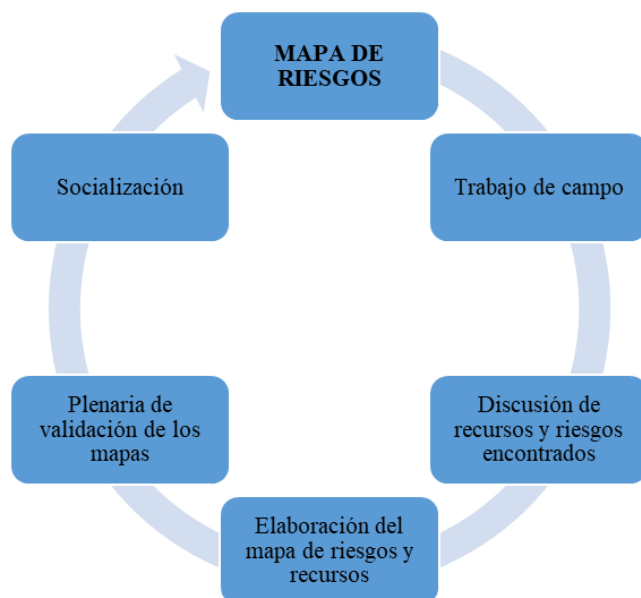 MAPA DE
RIESGOS
Trabajo de campo
Discusión de
recursos y riesgos
encontrados
Elaboración del
mapa de riesgos y
recursos
Plenaria de
validación de los
mapas
Socialización